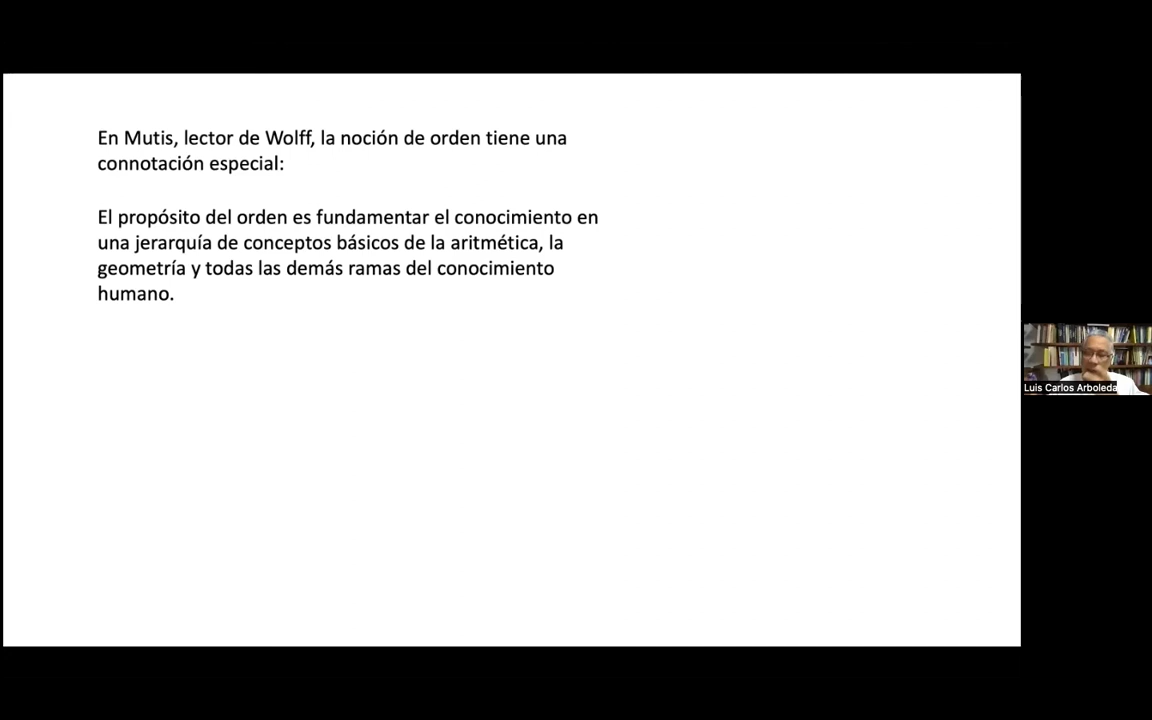 En Mutis, lector de Wolff, la noción de orden tiene una
connotación especial:
El propósito del orden es fundamentar el conocimiento en
una jerarquía de conceptos básicos de la aritmética, la
geometría y todas las demás ramas del conocimiento
humano.
Luis Carlos Arboleda